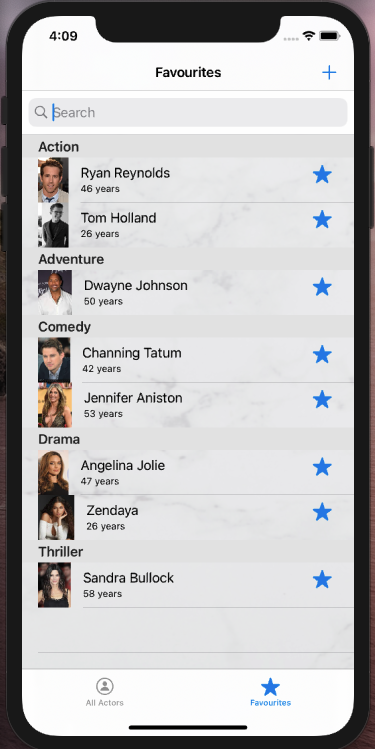 4:09
Favourites
Search
Action
Ryan Reynolds
46 years
Tom Holland
26 years
Adventure
Dwayne Johnson
50 years
Comedy
Channing Tatum
42 years
Jennifer Aniston
53 years
Drama
Angelina Jolie
47 years
Zendaya
26 years
Thriller
Sandra Bullock
58 years
All Actors
Favourites